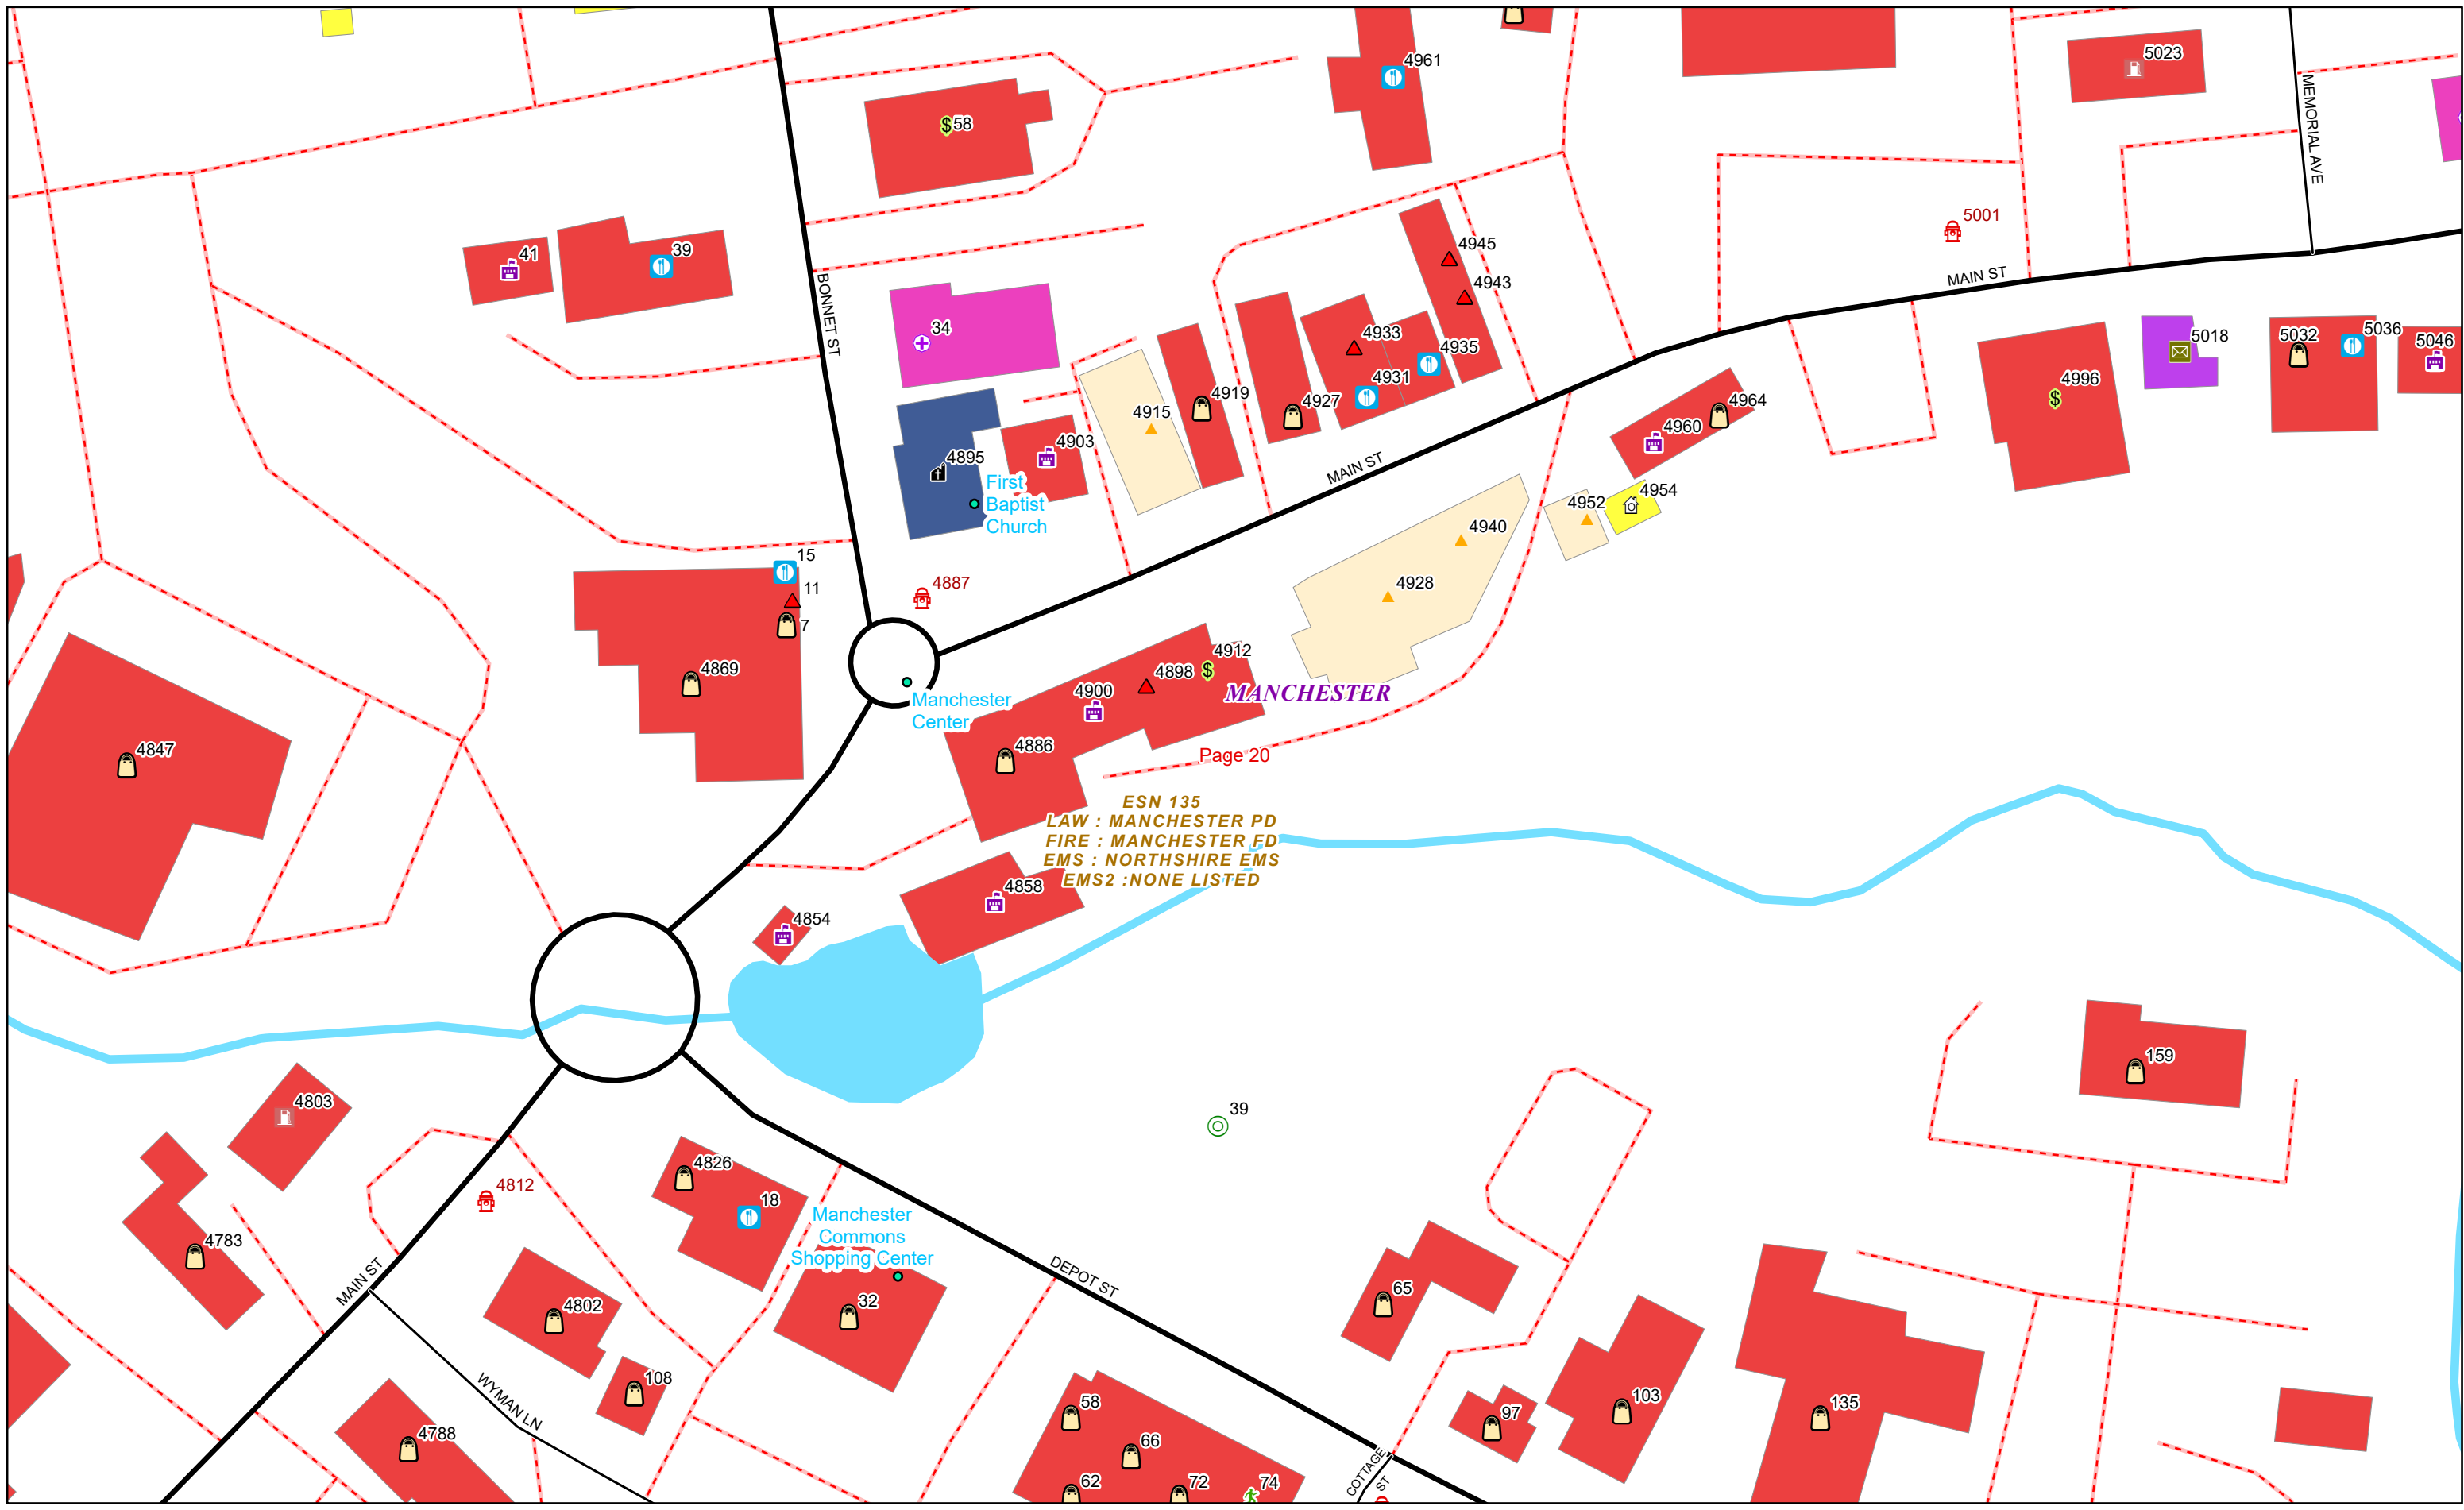 4961
5023
$58
MEMORIAL AVE
5001
41
39
4945
4943
MAIN ST
BONNET ST
34
4933
4935
5018
5032
5036
5046
4931
4996
4919
4927
4915
4964
4960
4903
4895
MAIN ST
First
Baptist
Church
4954
4952
4940
15
4887
11
4928
7
4912
4869
4898
$
4900
MANCHESTER
Manchester
Center
4886
4847
Page 20
ESN 135
LAW : MANCHESTER PD
FIRE : MANCHESTER FD
EMS : NORTHSHIRE EMS
EMS2 :NONE LISTED
4858
4854
159
4803
39
4826
4812
18
Manchester
Commons
Shopping Center
4783
MAIN ST
DEPOT ST
65
32
4802
108
WYMAN LN
58
103
135
97
4788
66
62
72
74
COTTAGE
ST